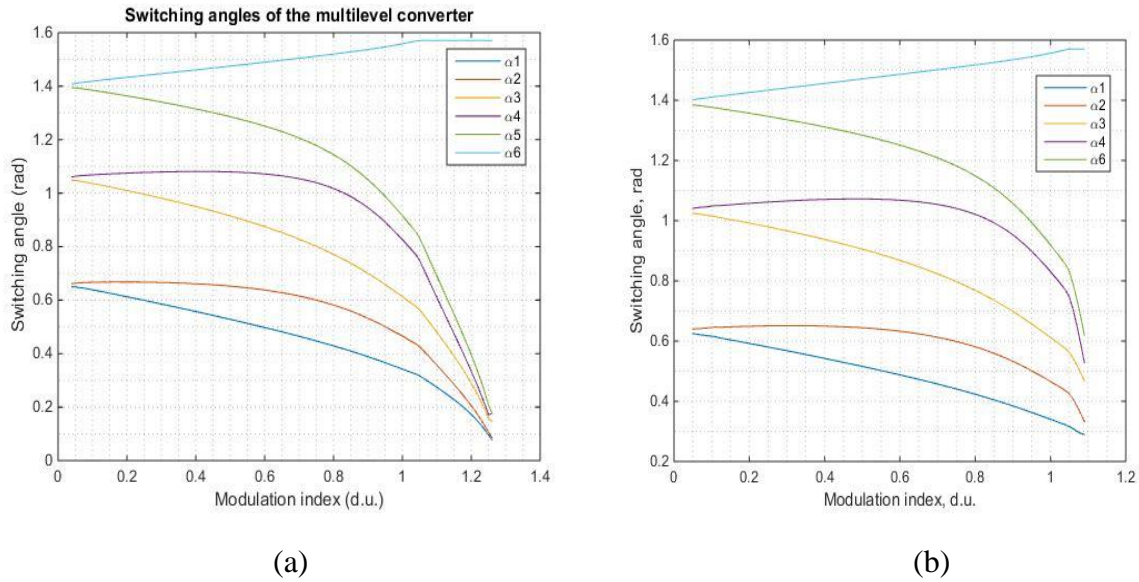 Switching angles of the multilevel converter
1.6
1.4
1.2
1
0.8
0.6
0.4
0.2
0
Switching angle (rad)
0 0.2 0.4 0.6 0.8 1 1.2 1.4
Modulation index (d.u.)
α1
α2
α3
α4
α5
α6
(a)
1.6
1.4
1.2
1
0.8
0.6
0.4
0.2
Switching angle, rad
0 0.2 0.4 0.6 0.8 1 1.2
Modulation index, d.u.
α1
α2
α3
α4
α6
(b)